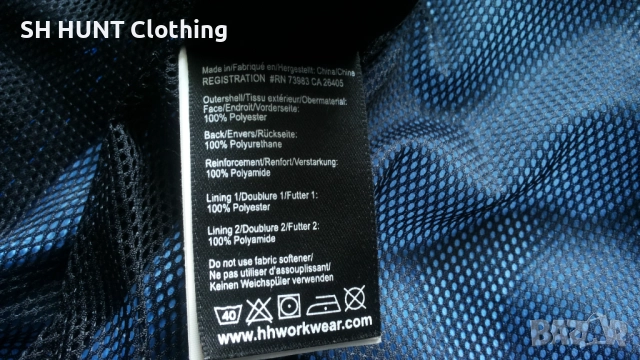 SH HUNT Clothing
Made in/Fabriqué en/Hergestellt: China/China
REGISTRATION #RN 73963 CA 26405
Outershell/Tissu extérieur/Obermaterial:
Face/Endroit/Vorderseite:
100% Polyester
Back/Envers/Rückseite:
100% Polyurethane
Reinforcement/Renfort/Verstarkung:
100% Polyamide
Lining 1/Doublure 1/Futter 1:
100% Polyester
Lining 2/Doublure 2/Futter 2:
100% Polyamide
Do not use fabric softener/
Ne pas utiliser d'assouplissant/
Keinen Weichspüler verwenden
40
www.hhworkwear.com
BAZAR